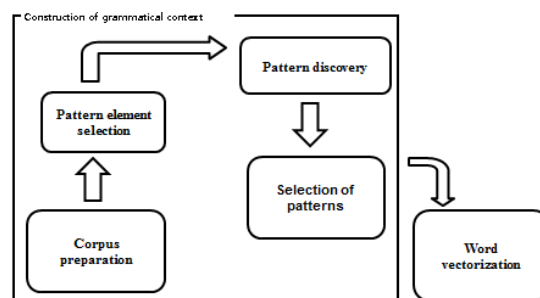 Construction of grammatical context
Pattern discovery
Pattern element
selection
Selection of
patterns
Corpus
preparation
Word
vectorization